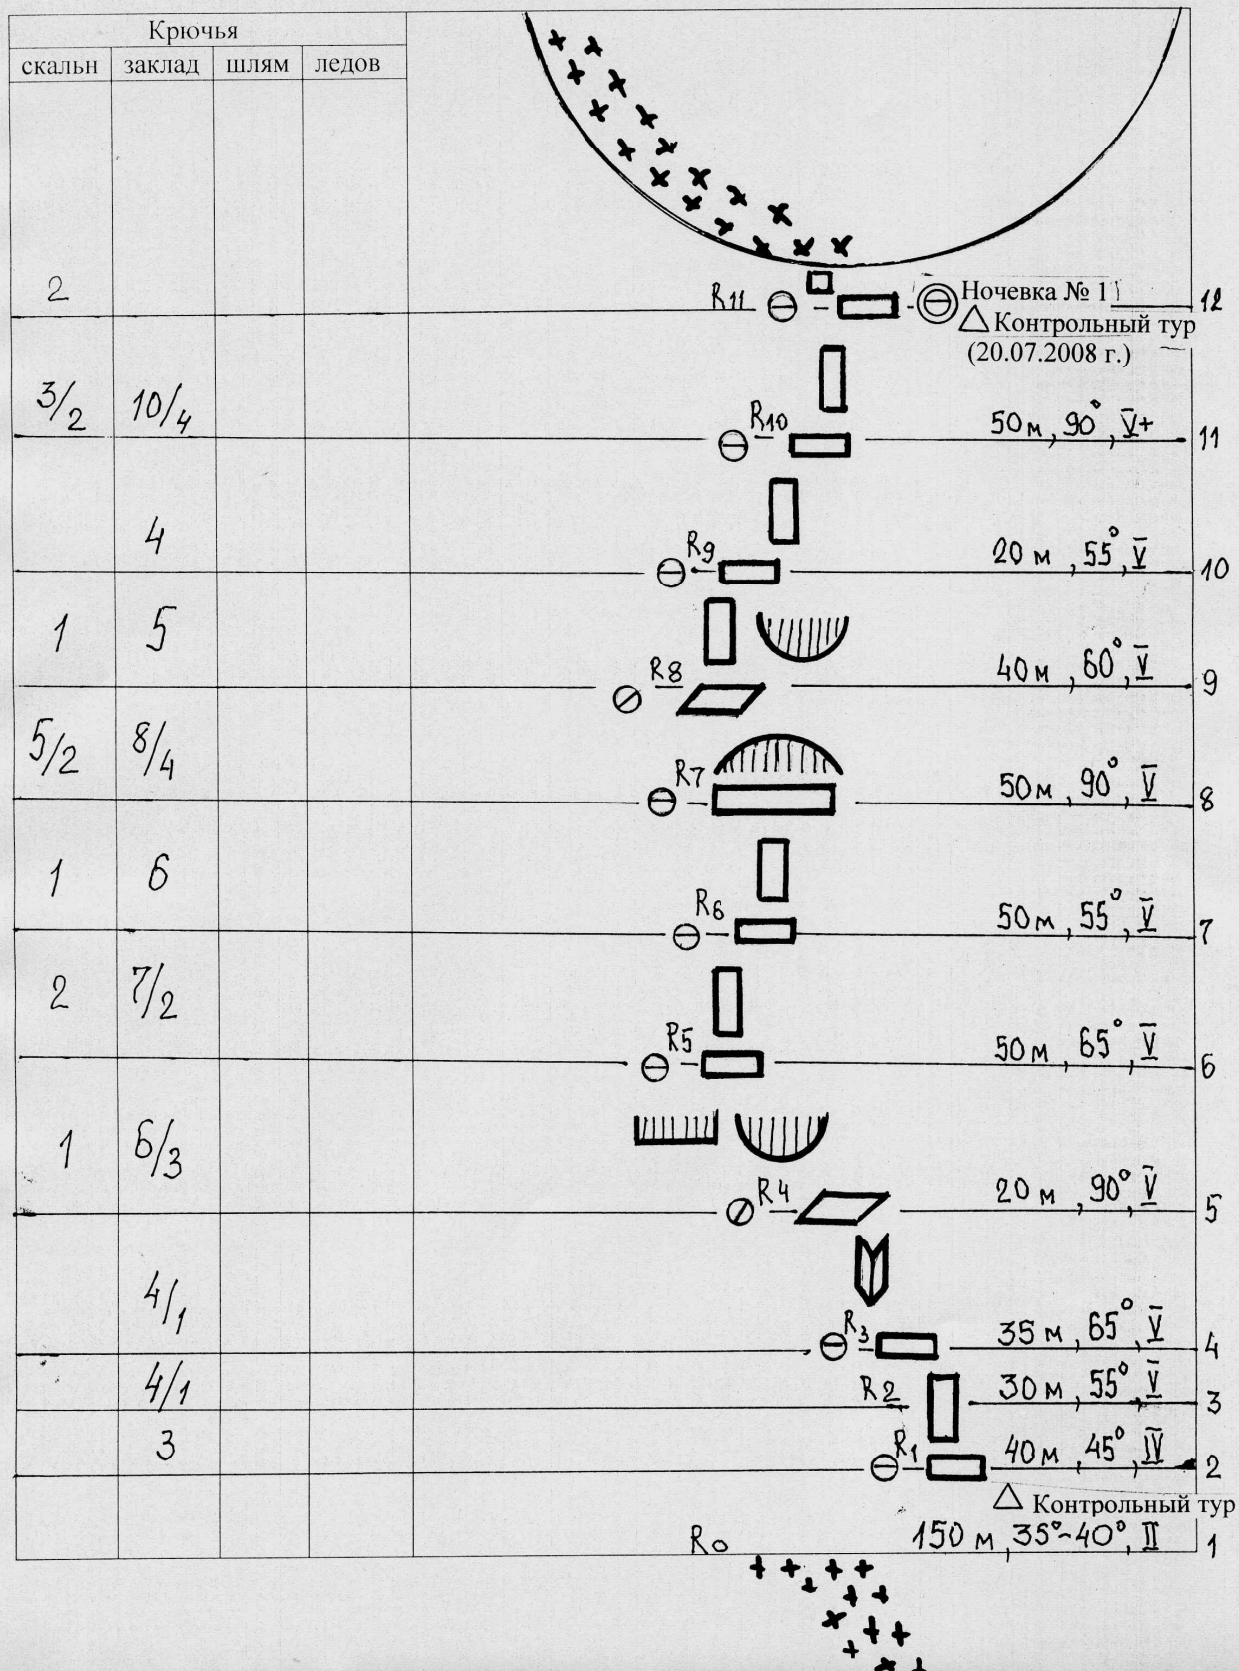 Крючья
скальн заклад шлям ледов
2 R11 Ночевка № 1 12
Контрольный тур
(20.07.2008 г.)
3/2 10/4 R10 50 м, 90°, V+ 11
4 R9 20 м, 55°, V 10
1 5 R8 40 м, 60°, V 9
5/2 8/4 R7 50 м, 90°, V 8
1 6 R6 50 м, 55°, V 7
2 7/2 R5 50 м, 65°, V 6
1 6/3 R4 20 м, 90°, V 5
4/1 R3 35 м, 65°, V 4
4/1 R2 30 м, 55°, V 3
3 R1 40 м, 45°, IV 2
Контрольный тур
R0 150 м, 35°-40°, II 1